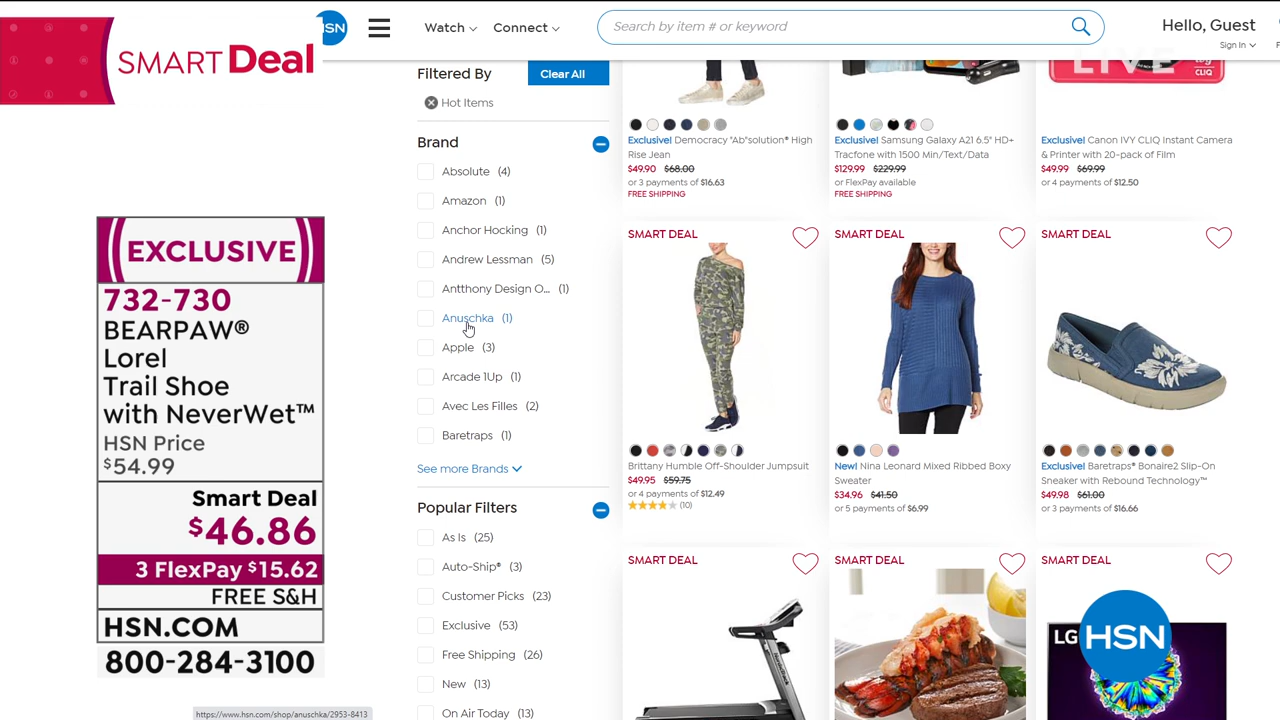 SMART Deal
HSN
Watch
Connect
Search by item # or keyword
Hello, Guest
Sign In
LIVE
(EXCLUSIVE)
732-730
BEARPAW®
Lorel
Trail Shoe
with NeverWet™
HSN Price
$54.99
Smart Deal
$46.86
3 FlexPay $15.62
FREE S&H
HSN.COM
800-284-3100
Filtered By
Clear All
Hot Items
Brand
Absolute (4)
Amazon (1)
Anchor Hocking (1)
Andrew Lessman (5)
Antthony Design O... (1)
Anuschka (1)
Apple (3)
Arcade 1Up (1)
Avec Les Filles (2)
Baretraps (1)
See more Brands
Popular Filters
As Is (25)
Auto-Ship® (3)
Customer Picks (23)
Exclusive (53)
Free Shipping (26)
New (13)
On Air Today (13)
Exclusive! Democracy "Ab"solution® High
Rise Jean
$49.90 $68.00
or 3 payments of $16.63
FREE SHIPPING
Exclusive! Samsung Galaxy A21 6.5" HD+
Tracfone with 1500 Min/Text/Data
$129.99 $229.99
or FlexPay available
FREE SHIPPING
CLIQ
Exclusive! Canon IVY CLIQ Instant Camera
& Printer with 20-pack of Film
$49.99 $69.99
or 4 payments of $12.50
SMART DEAL
Brittany Humble Off-Shoulder Jumpsuit
$49.95 $59.75
or 4 payments of $12.49
(10)
SMART DEAL
New! Nina Leonard Mixed Ribbed Boxy
Sweater
$34.96 $41.50
or 5 payments of $6.99
SMART DEAL
Exclusive! Baretraps® Bonaire2 Slip-On
Sneaker with Rebound Technology™
$49.98 $61.00
or 3 payments of $16.66
SMART DEAL
SMART DEAL
SMART DEAL
LG
HSN
https://www.hsn.com/shop/anuschka/2953-8413